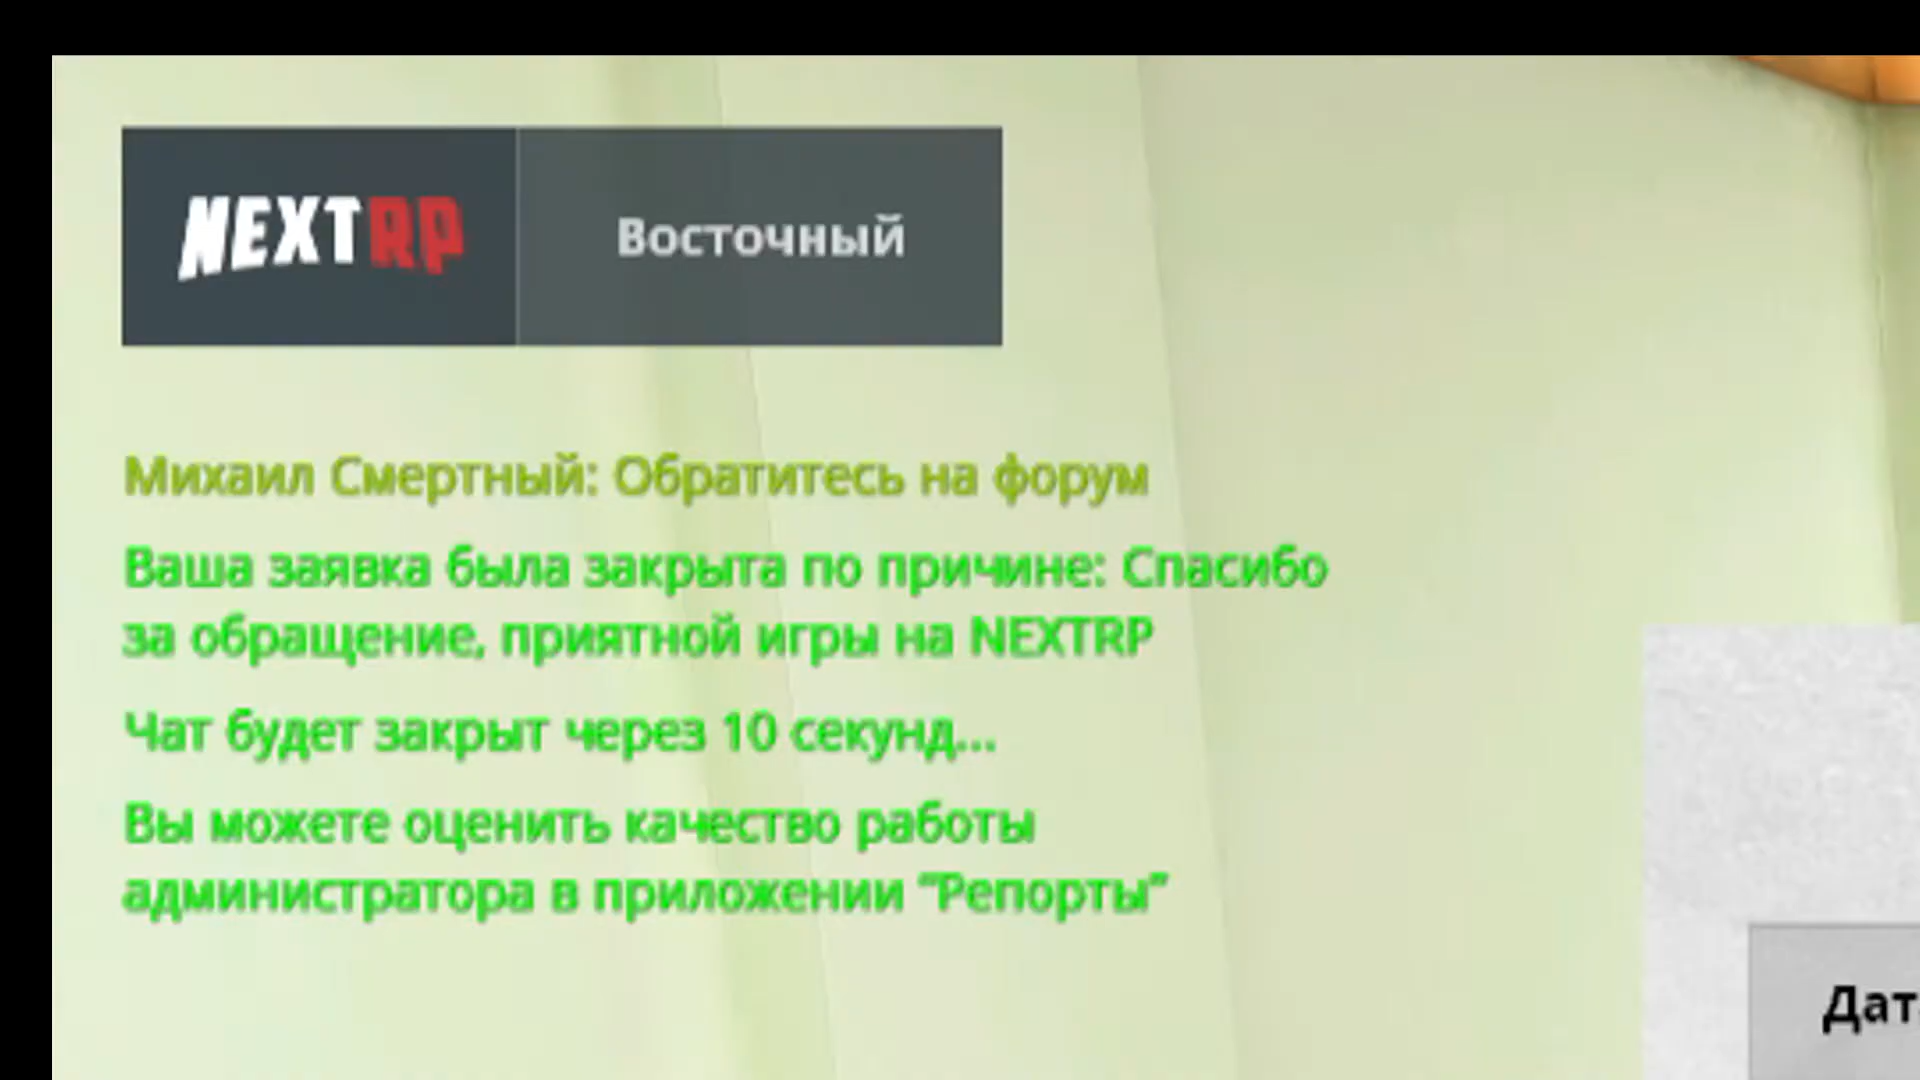 NEXTRP
Восточный
Михаил Смертный: Обратитесь на форум
Ваша заявка была закрыта по причине: Спасибо
за обращение, приятной игры на NEXTRP
Чат будет закрыт через 10 секунд...
Вы можете оценить качество работы
администратора в приложении "Репорты"